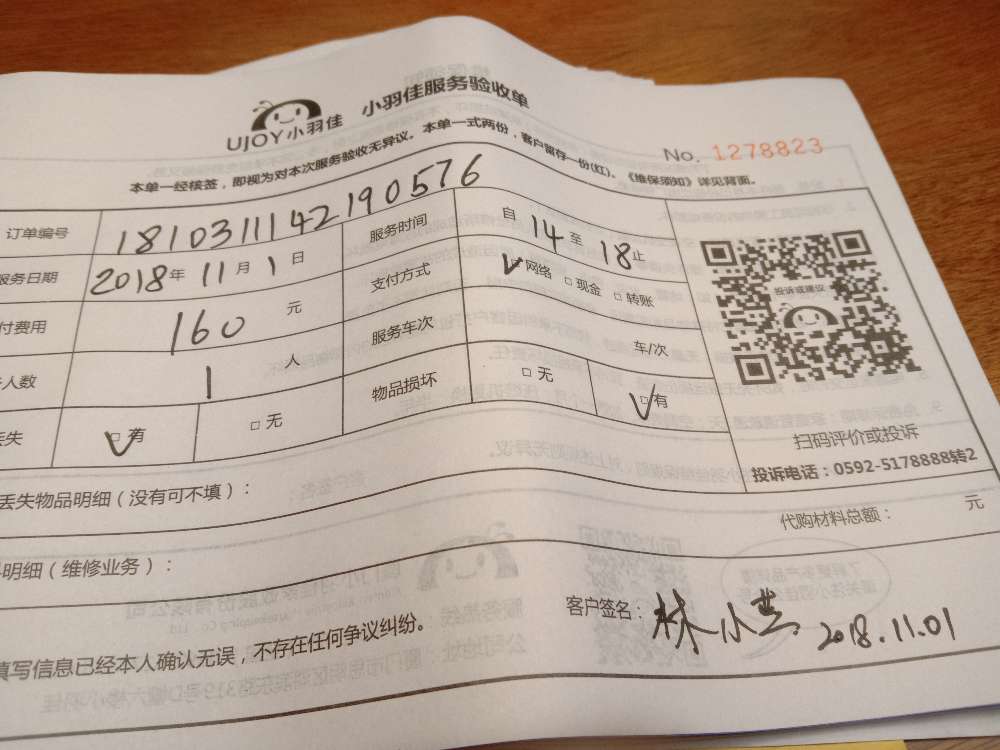 UJOY小羽佳 小羽佳服务验收单
No. 1278823
本单一经核签，即视为对本次服务验收无异议。本单一式两份，客户留存一份(红)。《维保须知》详见背面。
订单编号 181031114219 0576
服务时间 自 14 至 18 止
服务日期 2018 年 11 月 1 日
支付方式 网络 现金 转账
付费用 160 元
服务车次 车/次
人数 1 人
物品损坏 无 有
丢失 有 无
投诉或建议
扫码评价或投诉
投诉电话：0592-5178888转2
丢失物品明细（没有可不填）：
代购材料总额： 元
明细（维修业务）：
填写信息已经本人确认无误，不存在任何争议纠纷。
客户签名： 林小 2018.11.01